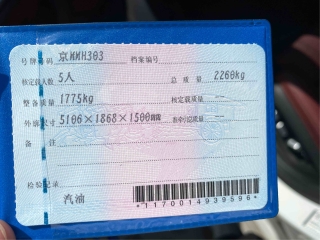 号牌号码 京MMH303 档案编号
核定载人数 5人 总质量 2260kg
整备质量 1775kg 核定载质量 --
外廓尺寸 5106×1868×1500mm 准牵引总质量 --
备注
检验记录
汽油
*1170014939596*